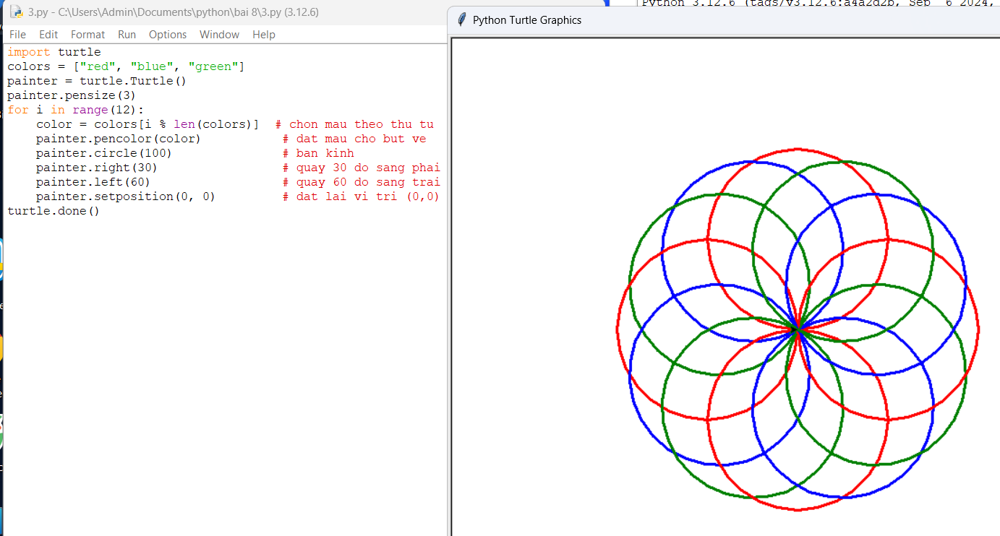 3.py - C:\Users\Admin\Documents\python\bai 8\3.py (3.12.6)
File Edit Format Run Options Window Help
import turtle
colors = ["red", "blue", "green"]
painter = turtle.Turtle()
painter.pensize(3)
for i in range(12):
    color = colors[i % len(colors)]  # chon mau theo thu tu
    painter.pencolor(color)           # dat mau cho but ve
    painter.circle(100)               # ban kinh
    painter.right(30)                 # quay 30 do sang phai
    painter.left(60)                  # quay 60 do sang trai
    painter.setposition(0, 0)         # dat lai vi tri (0,0)
turtle.done()
Python 3.12.6 (tags/v3.12.6:a4a2d2b, Sep  6 2024,
Python Turtle Graphics